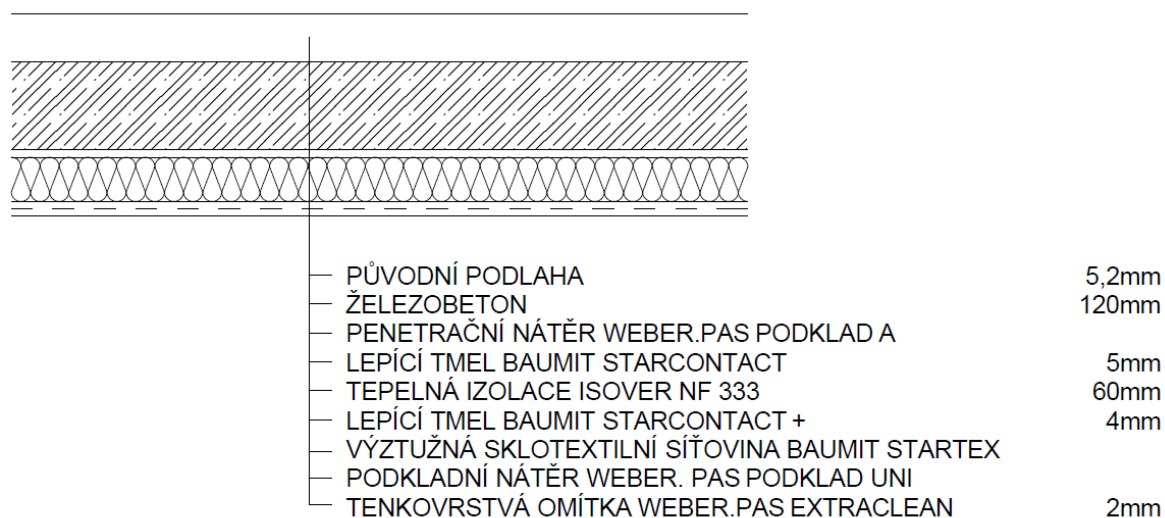 PŮVODNÍ PODLAHA 5,2mm
ŽELEZOBETON 120mm
PENETRAČNÍ NÁTĚR WEBER.PAS PODKLAD A
LEPÍCÍ TMEL BAUMIT STARCONTACT 5mm
TEPELNÁ IZOLACE ISOVER NF 333 60mm
LEPÍCÍ TMEL BAUMIT STARCONTACT + 4mm
VÝZTUŽNÁ SKLOTEXTILNÍ SÍŤOVINA BAUMIT STARTEX
PODKLADNÍ NÁTĚR WEBER. PAS PODKLAD UNI
TENKOVRSTVÁ OMÍTKA WEBER.PAS EXTRACLEAN 2mm